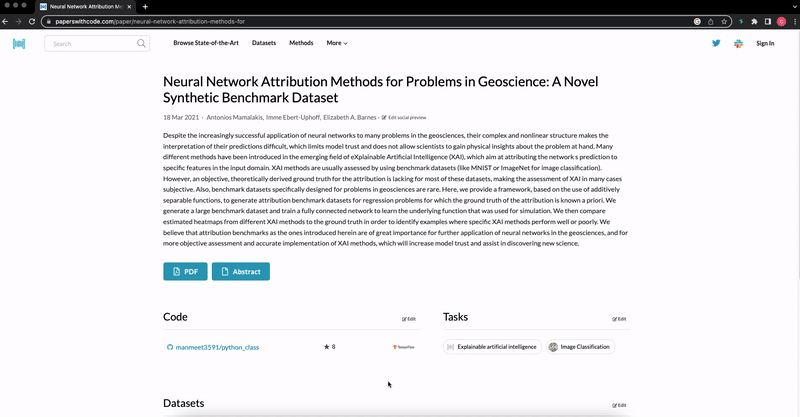 Neural Network Attribution Me
paperswithcode.com/paper/neural-network-attribution-methods-for
Search
Browse State-of-the-Art
Datasets
Methods
More
Sign In
Neural Network Attribution Methods for Problems in Geoscience: A Novel
Synthetic Benchmark Dataset
18 Mar 2021 · Antonios Mamalakis, Imme Ebert-Uphoff, Elizabeth A. Barnes · Edit social preview
Despite the increasingly successful application of neural networks to many problems in the geosciences, their complex and nonlinear structure makes the
interpretation of their predictions difficult, which limits model trust and does not allow scientists to gain physical insights about the problem at hand. Many
different methods have been introduced in the emerging field of eXplainable Artificial Intelligence (XAI), which aim at attributing the network s prediction to
specific features in the input domain. XAI methods are usually assessed by using benchmark datasets (like MNIST or ImageNet for image classification).
However, an objective, theoretically derived ground truth for the attribution is lacking for most of these datasets, making the assessment of XAI in many cases
subjective. Also, benchmark datasets specifically designed for problems in geosciences are rare. Here, we provide a framework, based on the use of additively
separable functions, to generate attribution benchmark datasets for regression problems for which the ground truth of the attribution is known a priori. We
generate a large benchmark dataset and train a fully connected network to learn the underlying function that was used for simulation. We then compare
estimated heatmaps from different XAI methods to the ground truth in order to identify examples where specific XAI methods perform well or poorly. We
believe that attribution benchmarks as the ones introduced herein are of great importance for further application of neural networks in the geosciences, and for
more objective assessment and accurate implementation of XAI methods, which will increase model trust and assist in discovering new science.
PDF
Abstract
Code
Edit
manmeet3591/python_class
8
TensorFlow
Tasks
Edit
Explainable artificial intelligence
Image Classification
Datasets
Edit